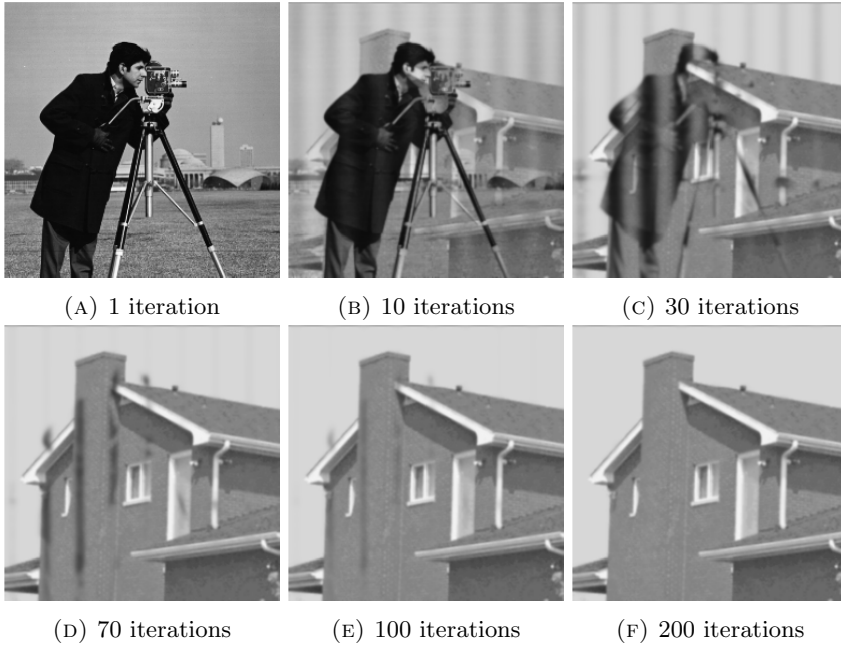 (A) 1 iteration
(B) 10 iterations
(C) 30 iterations
(D) 70 iterations
(E) 100 iterations
(F) 200 iterations